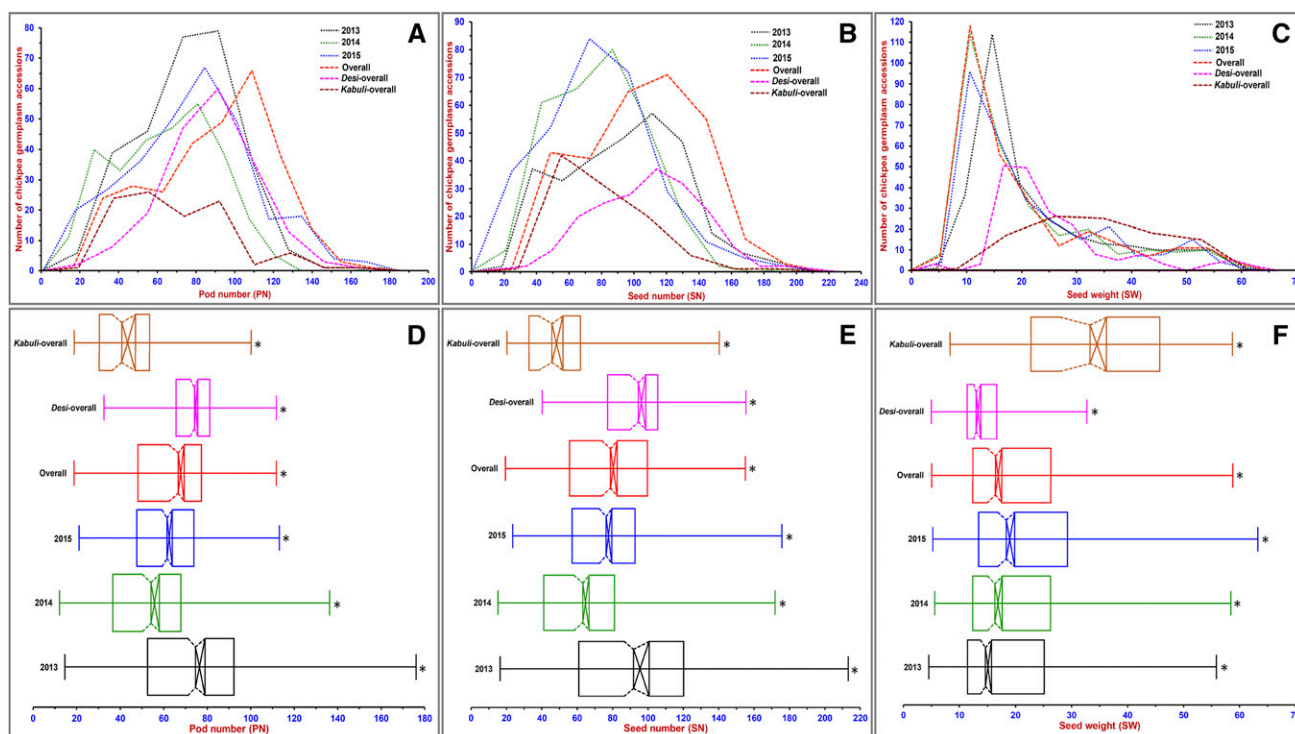 A
Number of chickpea germplasm accessions
80
70
60
50
40
30
20
10
0
0 20 40 60 80 100 120 140 160 180 200
Pod number (PN)
2013
2014
2015
Overall
Desi-overall
Kabuli-overall
B
Number of chickpea germplasm accessions
90
80
70
60
50
40
30
20
10
0
0 20 40 60 80 100 120 140 160 180 200 220 240
Seed number (SN)
2013
2014
2015
Overall
Desi-overall
Kabuli-overall
C
Number of chickpea germplasm accessions
120
110
100
90
80
70
60
50
40
30
20
10
0
0 10 20 30 40 50 60 70
Seed weight (SW)
2013
2014
2015
Overall
Desi-overall
Kabuli-overall
D
Kabuli-overall *
Desi-overall *
Overall *
2015 *
2014 *
2013 *
0 20 40 60 80 100 120 140 160 180
Pod number (PN)
E
Kabuli-overall *
Desi-overall *
Overall *
2015 *
2014 *
2013 *
0 20 40 60 80 100 120 140 160 180 200 220
Seed number (SN)
F
Kabuli-overall *
Desi-overall *
Overall *
2015 *
2014 *
2013 *
0 10 20 30 40 50 60
Seed weight (SW)